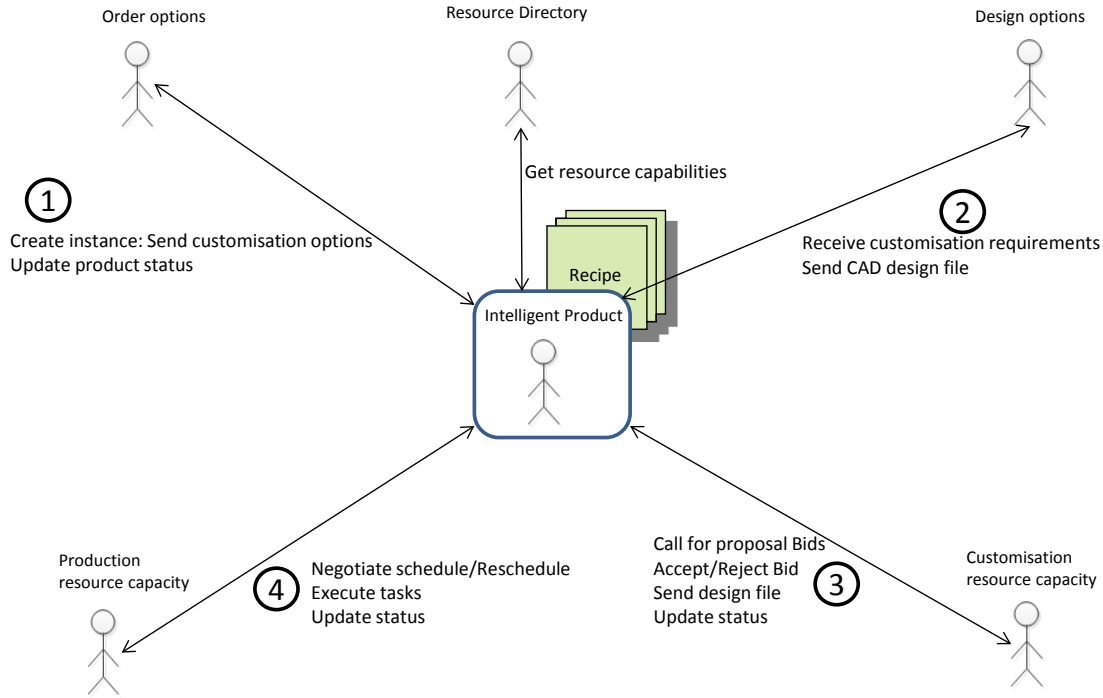 Order options
Resource Directory
Design options
Get resource capabilities
1
Create instance: Send customisation options
Update product status
2
Receive customisation requirements
Send CAD design file
Recipe
Intelligent Product
Production
resource capacity
4
Negotiate schedule/Reschedule
Execute tasks
Update status
Call for proposal Bids
Accept/Reject Bid
Send design file
Update status
3
Customisation
resource capacity